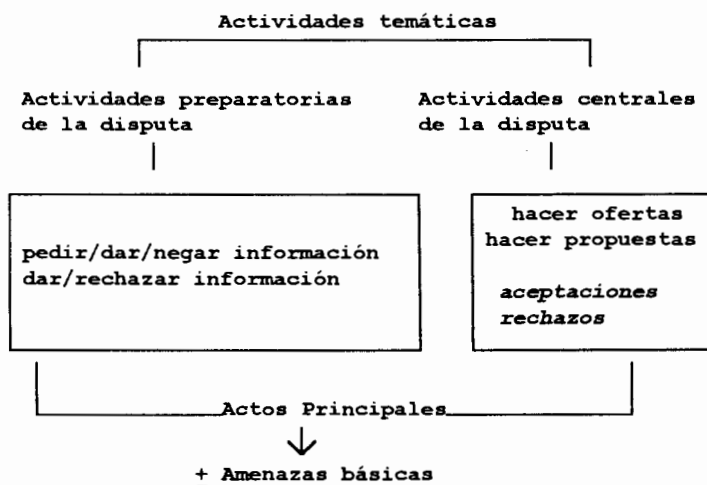 Actividades temáticas
Actividades preparatorias
de la disputa
Actividades centrales
de la disputa
pedir/dar/negar información
dar/rechazar información
hacer ofertas
hacer propuestas
aceptaciones
rechazos
Actos Principales
+ Amenazas básicas